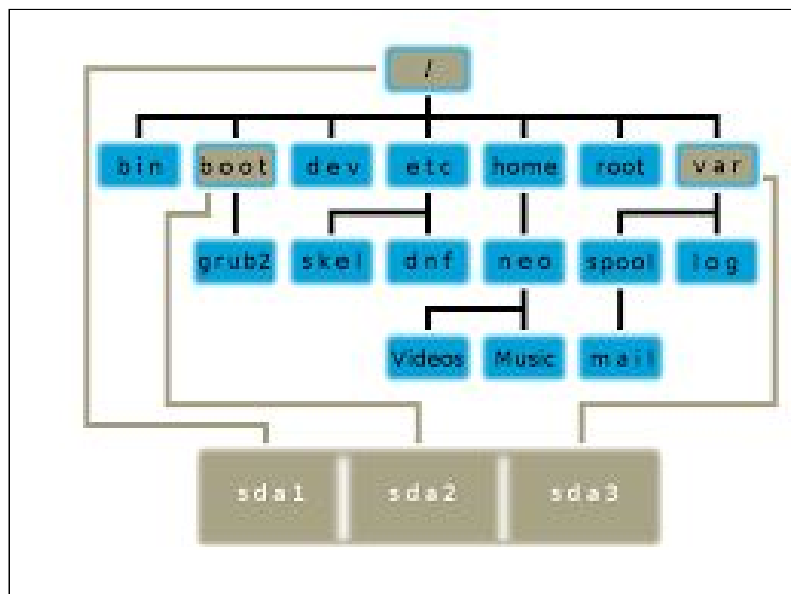 /
bin boot dev etc home root var
grub2 skel dnf neo spool log
Videos Music mail
sda1 sda2 sda3